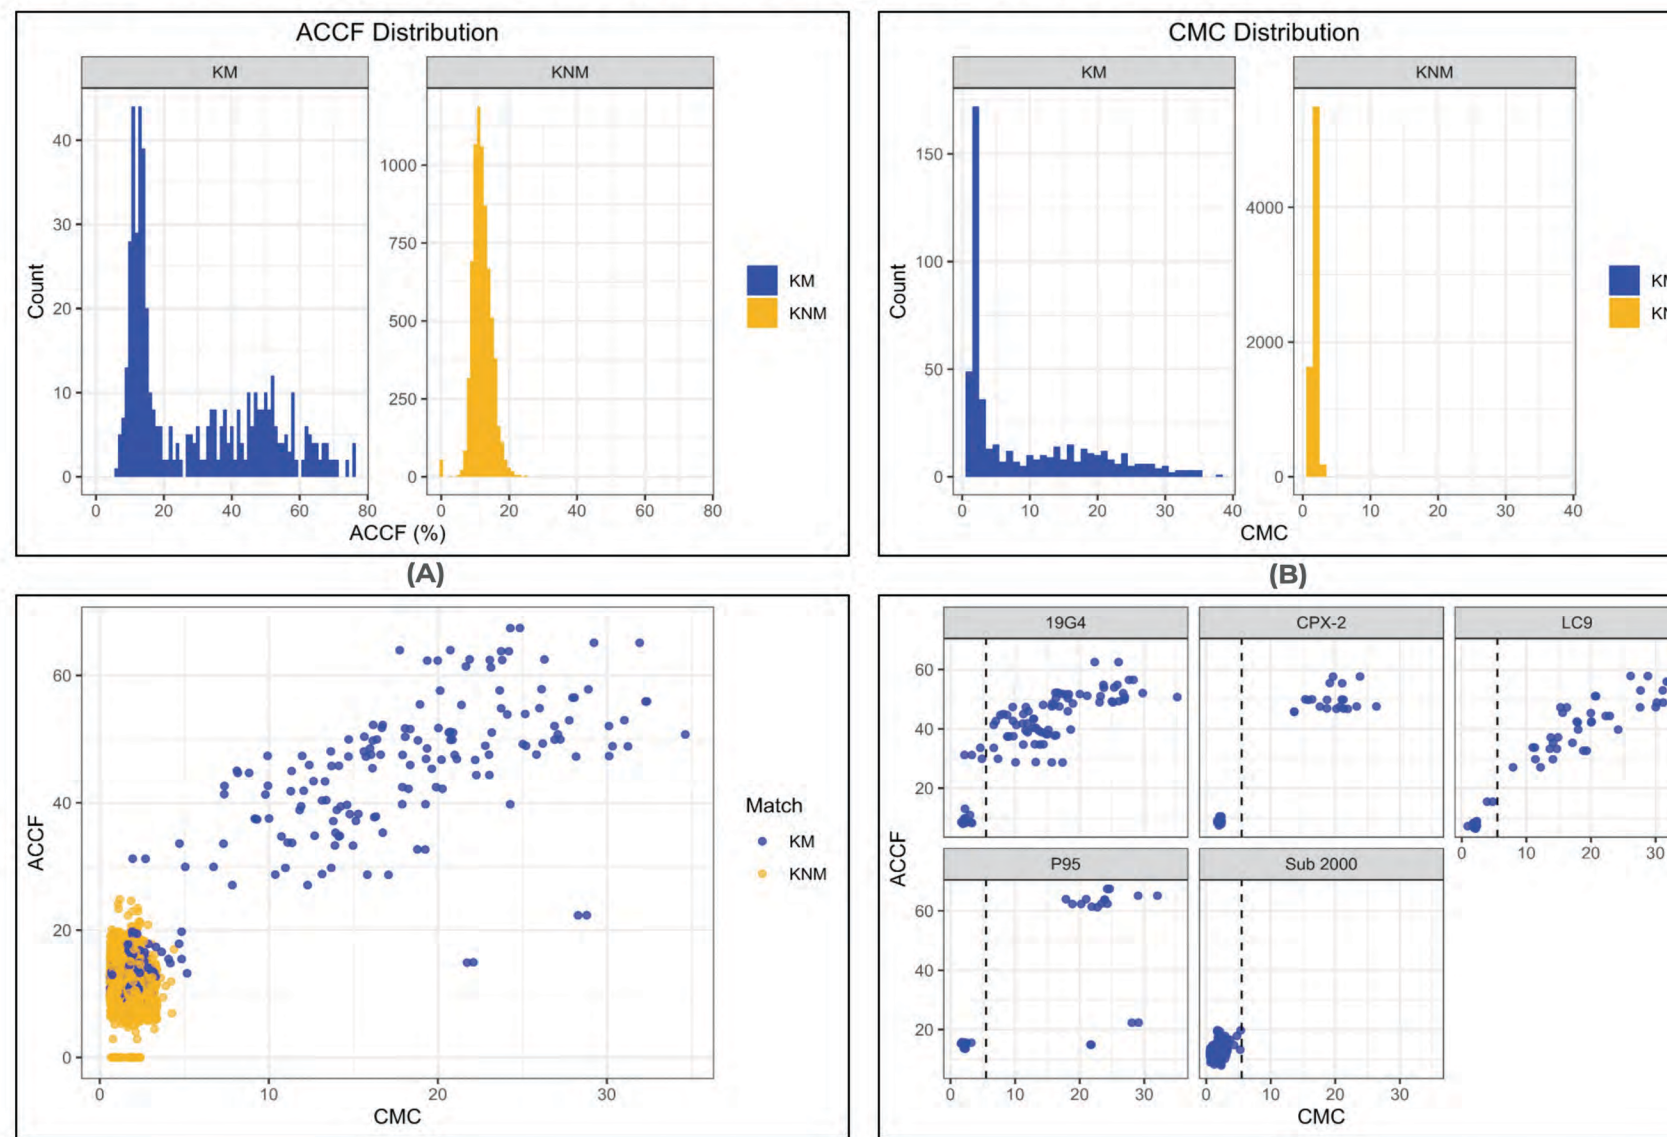 ACCF Distribution
KM
KNM
40
30
20
10
0
1000
750
500
250
0
Count
0 20 40 60 80
0 20 40 60 80
ACCF (%)
KM
KNM
(A)
CMC Distribution
KM
KNM
150
100
50
0
4000
2000
0
Count
0 10 20 30 40
0 10 20 30 40
CMC
(B)
60
40
20
0
ACCF
0 10 20 30
CMC
Match
KM
KNM
19G4
CPX-2
LC9
60
40
20
0 10 20 30
P95
Sub 2000
60
40
20
ACCF
0 10 20 30
0 10 20 30
CMC